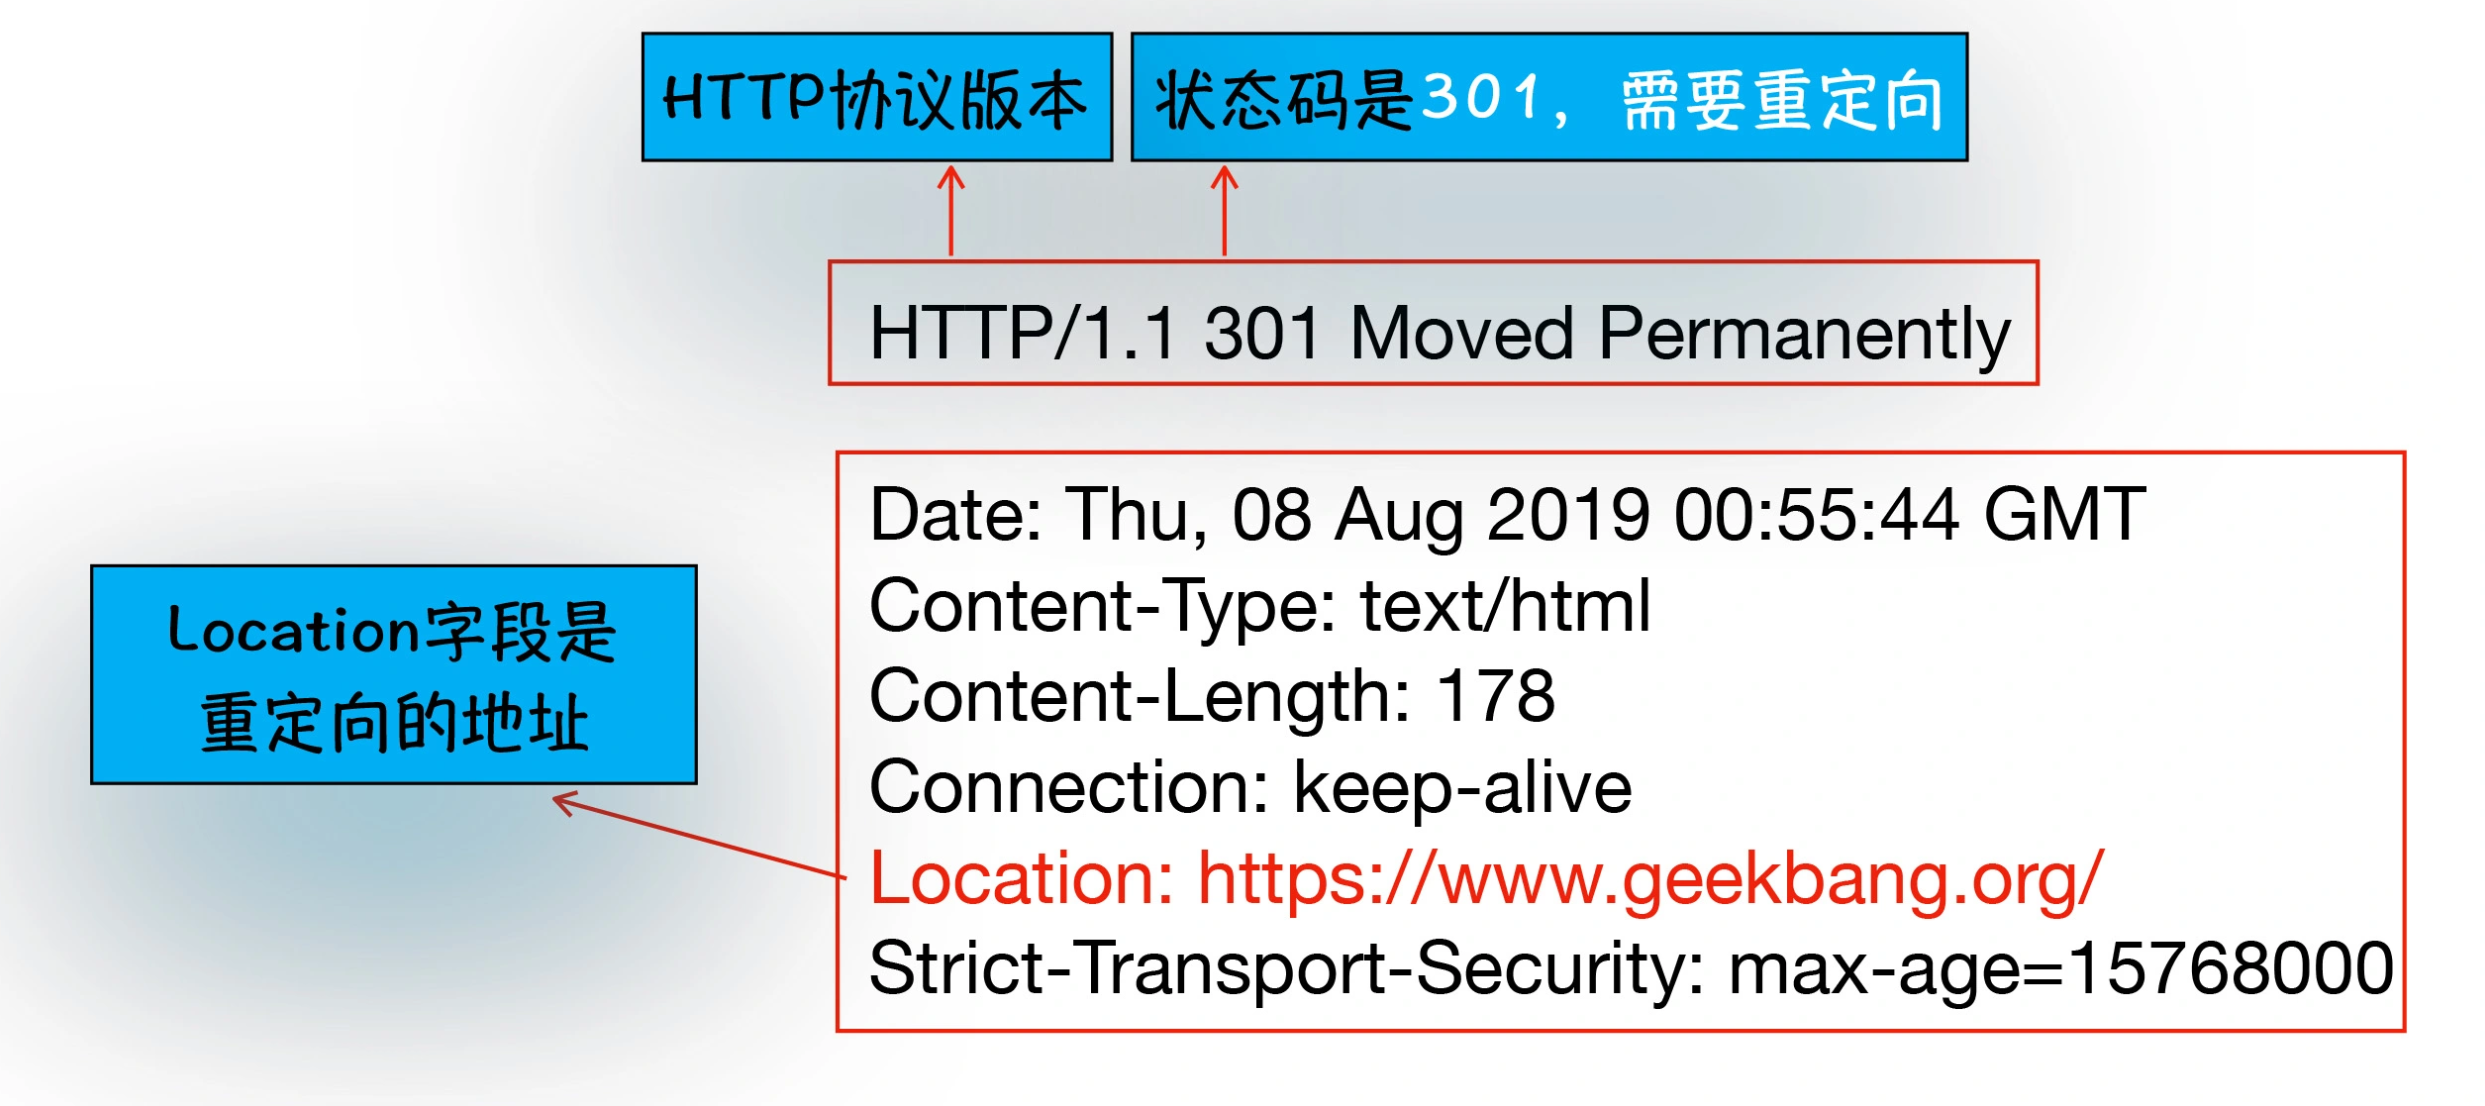 HTTP协议版本
状态码是301，需要重定向
HTTP/1.1 301 Moved Permanently
Date: Thu, 08 Aug 2019 00:55:44 GMT
Content-Type: text/html
Content-Length: 178
Connection: keep-alive
Location: https://www.geekbang.org/
Strict-Transport-Security: max-age=15768000
Location字段是
重定向的地址